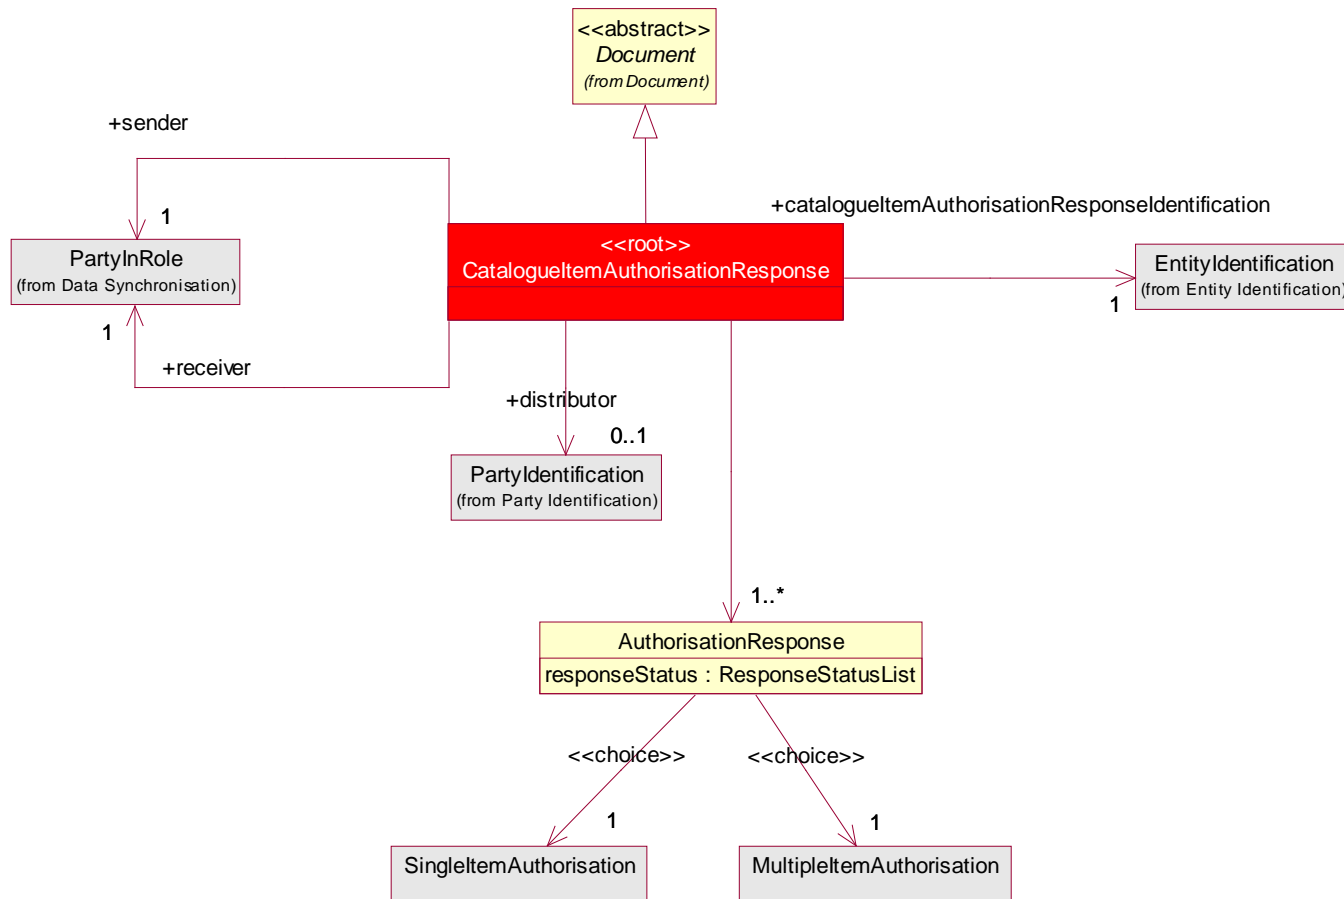 <<abstract>>
Document
(from Document)
+sender
+catalogueItemAuthorisationResponseIdentification
1
<<root>>
CatalogueItemAuthorisationResponse
PartyInRole
(from Data Synchronisation)
EntityIdentification
(from Entity Identification)
1
1
+receiver
+distributor
0..1
PartyIdentification
(from Party Identification)
1..*
AuthorisationResponse
responseStatus : ResponseStatusList
<<choice>>
<<choice>>
1
1
SingleItemAuthorisation
MultipleItemAuthorisation